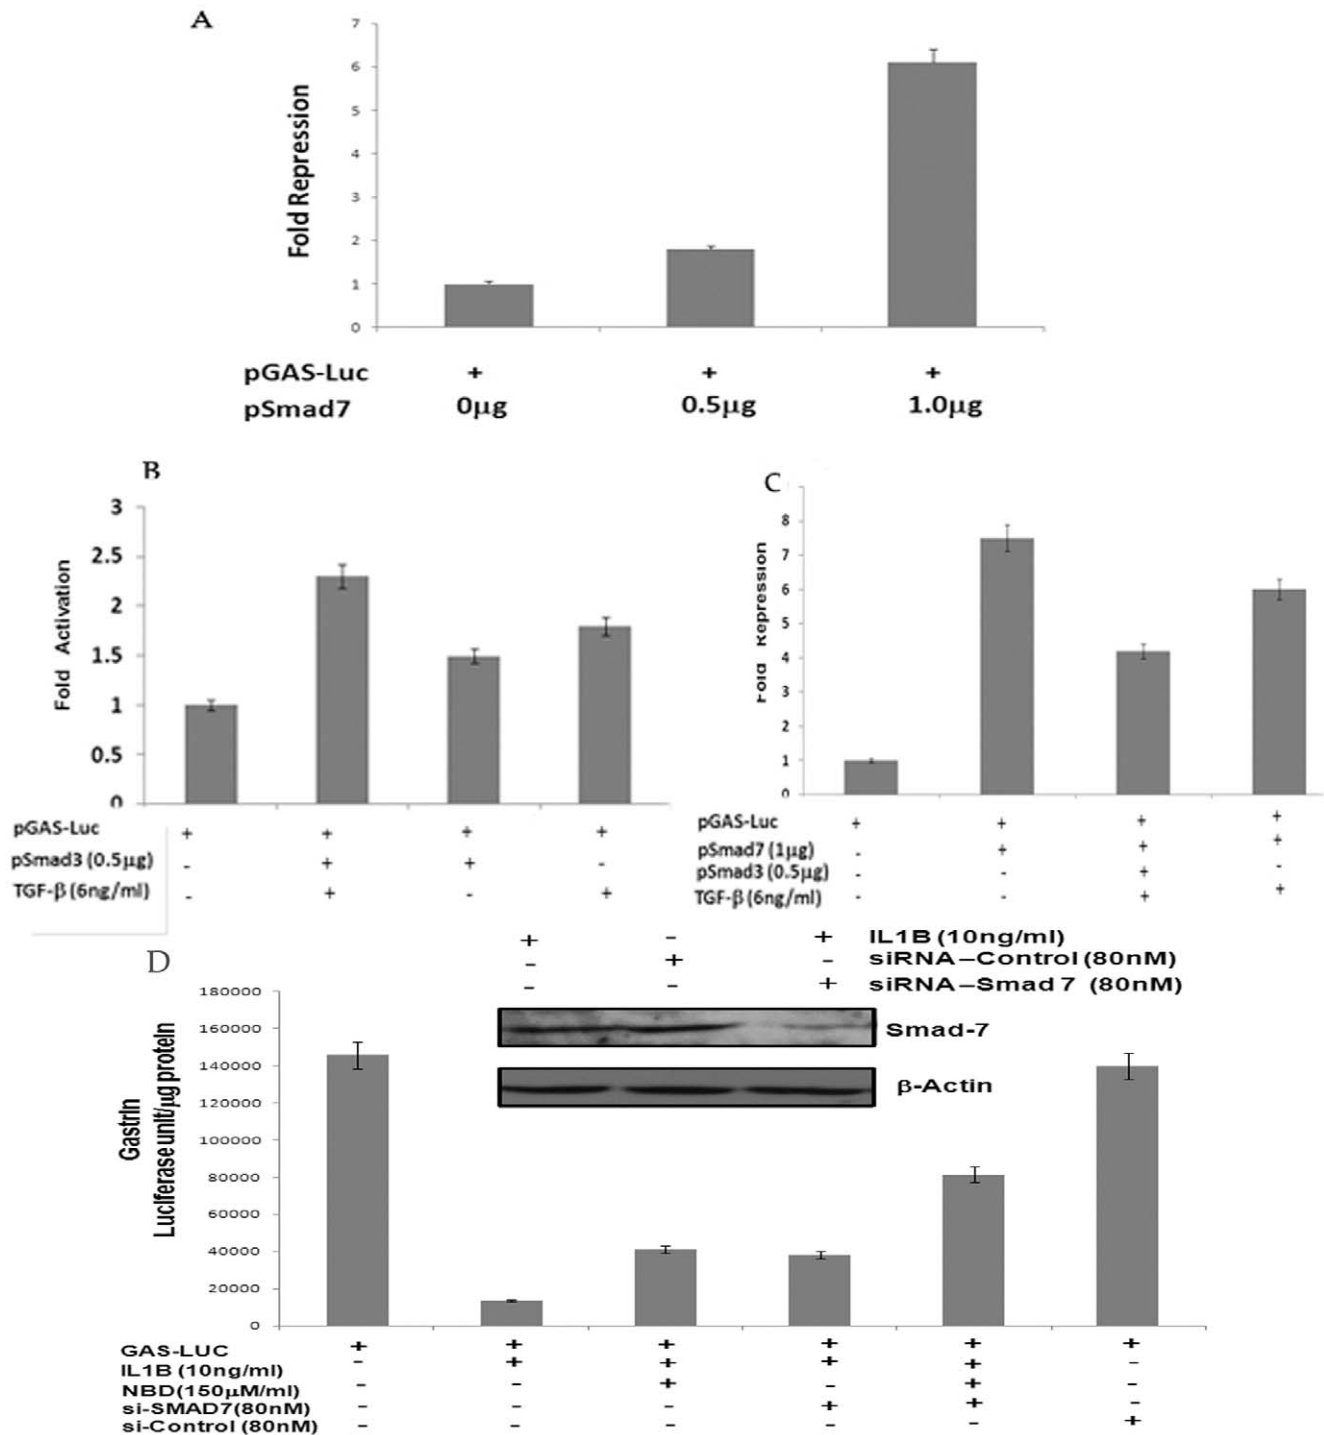 A
7
6
5
4
3
2
1
0
Fold Repression
pGAS-Luc + + +
pSmad7 0μg 0.5μg 1.0μg
B
3
2.5
2
1.5
1
0.5
0
Fold Activation
pGAS-Luc + + + +
pSmad3 (0.5μg) - + + -
TGF-β (6ng/ml) - + - +
C
8
7
6
5
4
3
2
1
0
Fold Repression
pGAS-Luc + + + +
pSmad7 (1μg) - + + +
pSmad3 (0.5μg) - - + -
TGF-β (6ng/ml) - - + +
D
+ - + IL1B (10ng/ml)
- + - siRNA–Control (80nM)
- - + siRNA–Smad 7 (80nM)
Smad-7
β-Actin
180000
160000
140000
120000
100000
80000
60000
40000
20000
0
Gastrin
Luciferase unit/μg protein
GAS-LUC + + + + + +
IL1B (10ng/ml) - + + + + -
NBD(150μM/ml) - - + - + -
si-SMAD7(80nM) - - - + + -
si-Control (80nM) - - - - - +